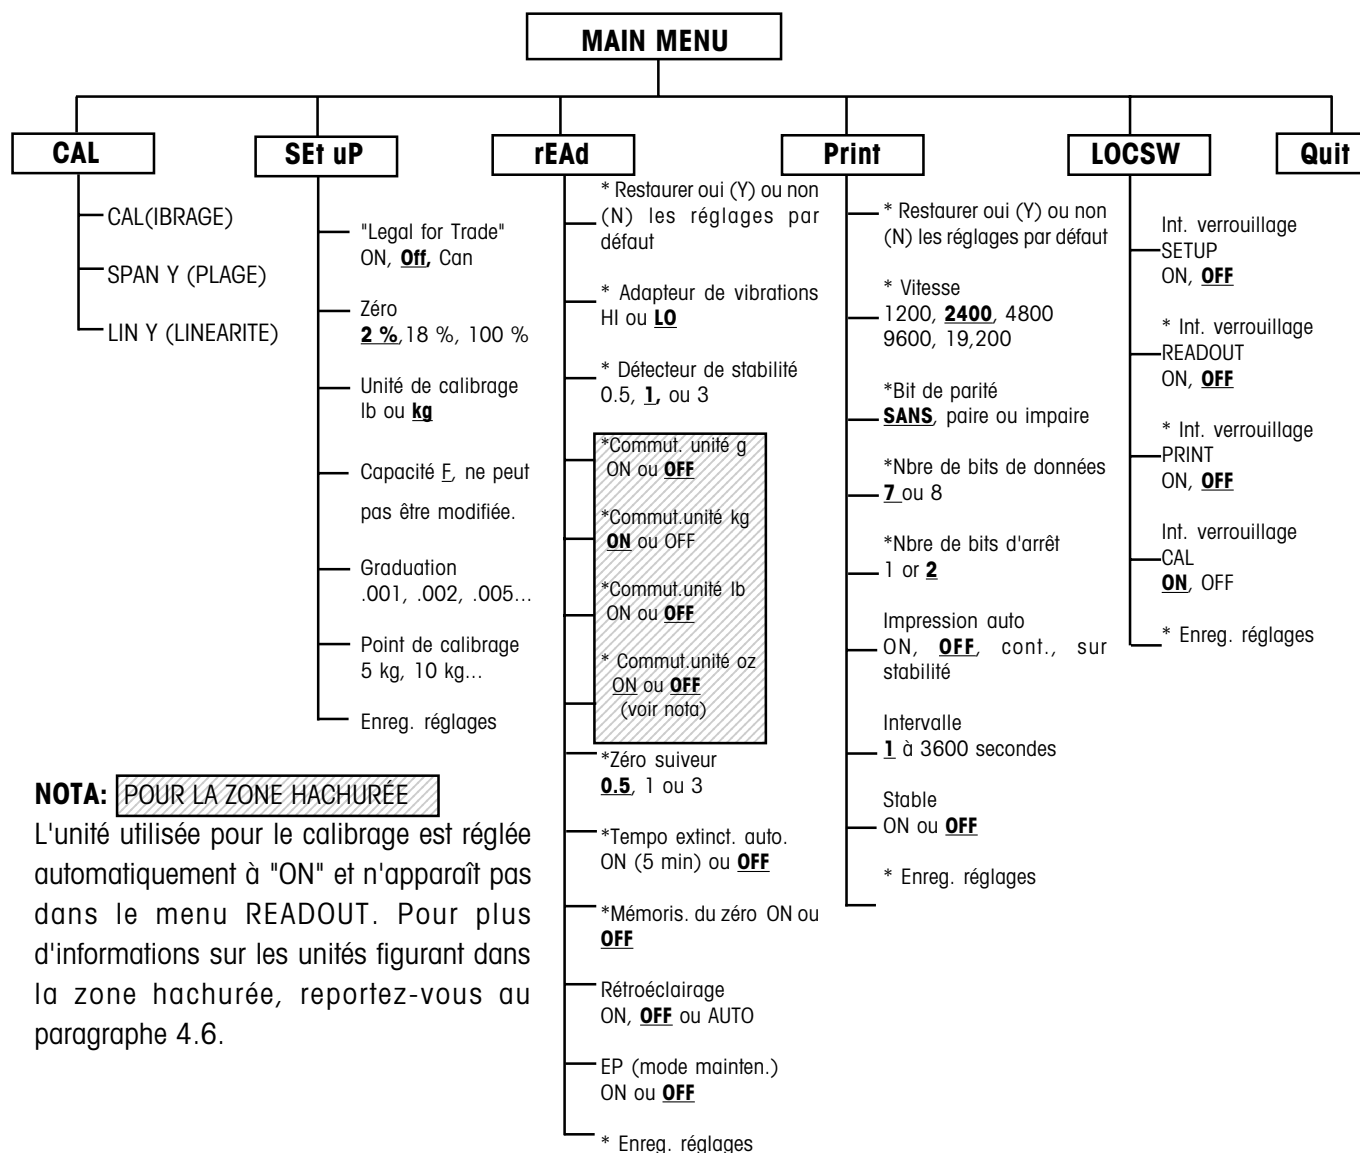 MAIN MENU
CAL
SEt uP
rEAd
Print
LOCSW
Quit
CAL(IBRAGE)
SPAN Y (PLAGE)
LIN Y (LINEARITE)
"Legal for Trade"
ON, Off, Can
Zéro
2 %,18 %, 100 %
Unité de calibrage
lb ou kg
Capacité F, ne peut
pas être modifiée.
Graduation
.001, .002, .005...
Point de calibrage
5 kg, 10 kg...
Enreg. réglages
* Restaurer oui (Y) ou non
(N) les réglages par
défaut
* Adapteur de vibrations
HI ou LO
* Détecteur de stabilité
0.5, 1, ou 3
*Commut. unité g
ON ou OFF
*Commut.unité kg
ON ou OFF
*Commut.unité lb
ON ou OFF
* Commut.unité oz
ON ou OFF
(voir nota)
*Zéro suiveur
0.5, 1 ou 3
*Tempo extinct. auto.
ON (5 min) ou OFF
*Mémoris. du zéro ON ou
OFF
Rétroéclairage
ON, OFF ou AUTO
EP (mode mainten.)
ON ou OFF
* Enreg. réglages
* Restaurer oui (Y) ou non
(N) les réglages par défaut
* Vitesse
1200, 2400, 4800
9600, 19,200
*Bit de parité
SANS, paire ou impaire
*Nbre de bits de données
7 ou 8
*Nbre de bits d'arrêt
1 or 2
Impression auto
ON, OFF, cont., sur
stabilité
Intervalle
1 à 3600 secondes
Stable
ON ou OFF
* Enreg. réglages
Int. verrouillage
SETUP
ON, OFF
* Int. verrouillage
READOUT
ON, OFF
* Int. verrouillage
PRINT
ON, OFF
Int. verrouillage
CAL
ON, OFF
* Enreg. réglages
NOTA: POUR LA ZONE HACHURÉE
L'unité utilisée pour le calibrage est réglée
automatiquement à "ON" et n'apparaît pas
dans le menu READOUT. Pour plus
d'informations sur les unités figurant dans
la zone hachurée, reportez-vous au
paragraphe 4.6.